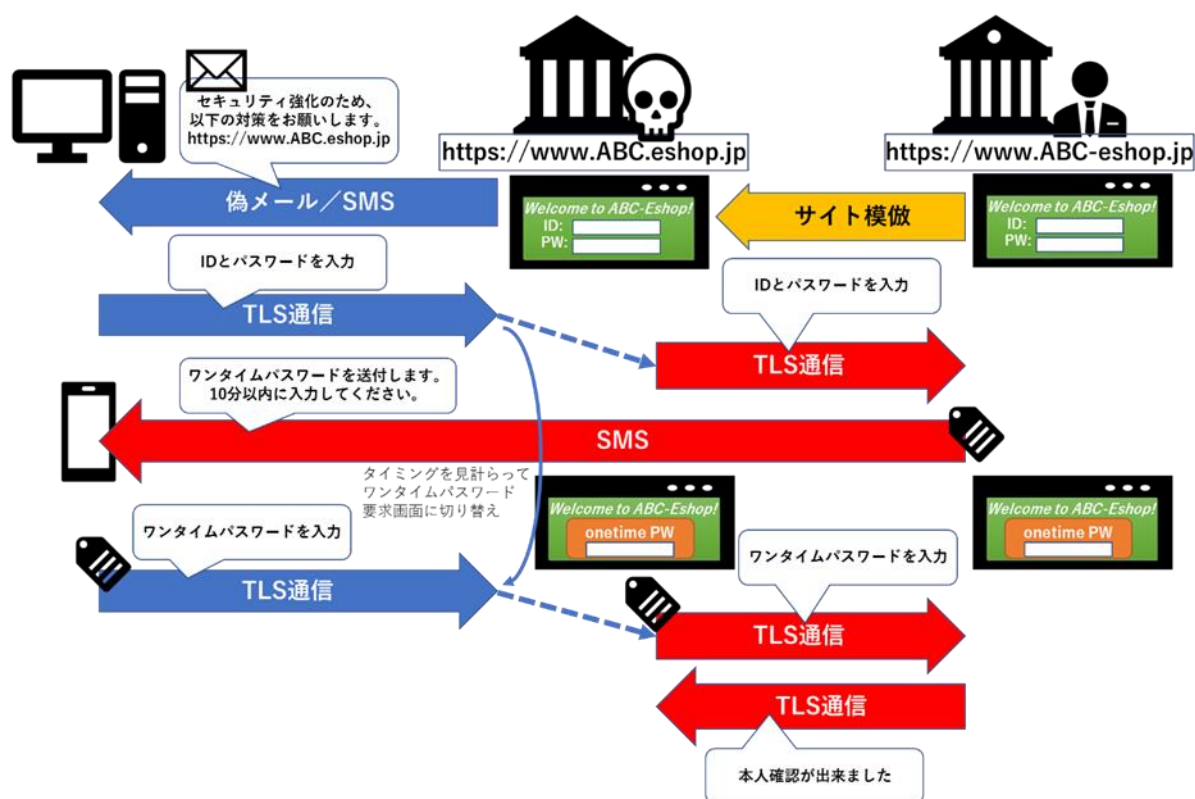 セキュリティ強化のため、
以下の対策をお願いします。
https://www.ABC.eshop.jp
https://www.ABC.eshop.jp
https://www.ABC-eshop.jp
偽メール／SMS
Welcome to ABC-Eshop!
ID:
PW:
サイト模倣
Welcome to ABC-Eshop!
ID:
PW:
IDとパスワードを入力
TLS通信
IDとパスワードを入力
TLS通信
ワンタイムパスワードを送付します。
10分以内に入力してください。
SMS
タイミングを見計らって
ワンタイムパスワード
要求画面に切り替え
Welcome to ABC-Eshop!
onetime PW
Welcome to ABC-Eshop!
onetime PW
ワンタイムパスワードを入力
TLS通信
ワンタイムパスワードを入力
TLS通信
TLS通信
本人確認が出来ました